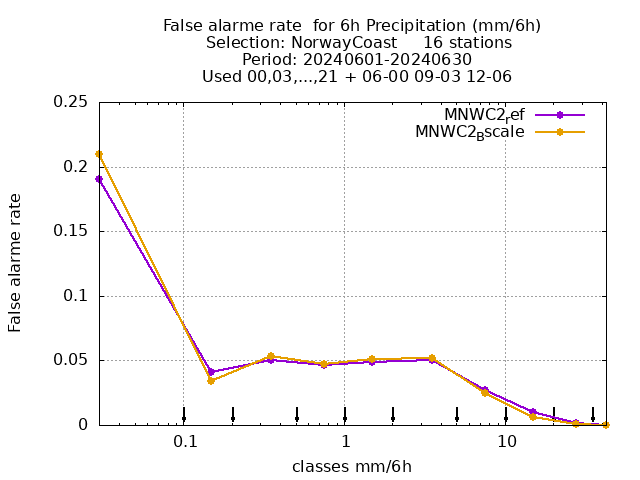 False alarme rate  for 6h Precipitation (mm/6h)
Selection: NorwayCoast     16 stations
Period: 20240601-20240630
Used 00,03,...,21 + 06-00 09-03 12-06
MNWC2ref
MNWC2Bscale
0.25
0.2
0.15
0.1
0.05
0
0.1
1
10
False alarme rate
classes mm/6h